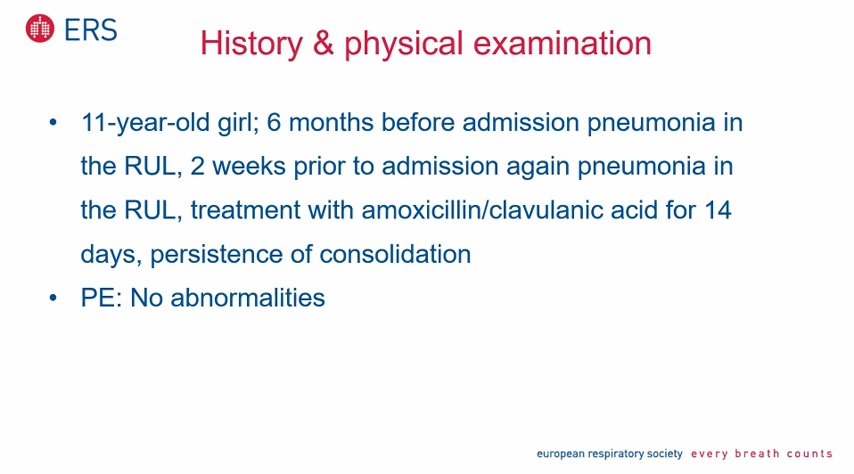 ERS
History & physical examination
• 11-year-old girl; 6 months before admission pneumonia in
the RUL, 2 weeks prior to admission again pneumonia in
the RUL, treatment with amoxicillin/clavulanic acid for 14
days, persistence of consolidation
• PE: No abnormalities
european respiratory society every breath counts